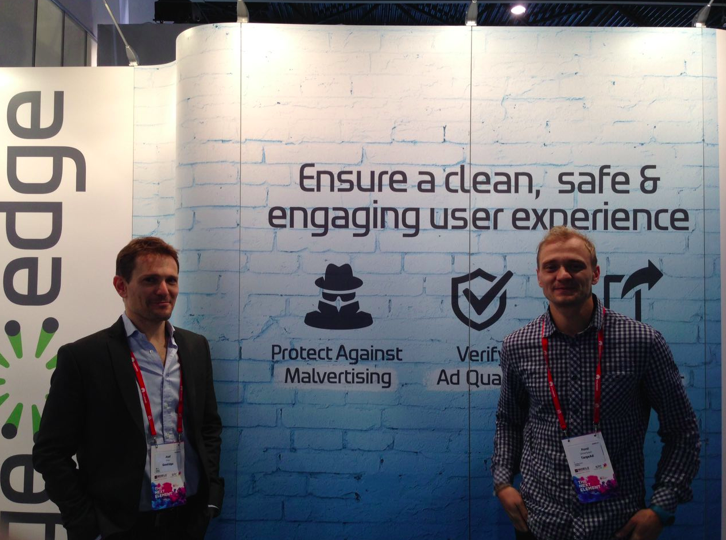 edge
Ensure a clean, safe &
engaging user experience
Protect Against
Malvertising
Verify
Ad Qua